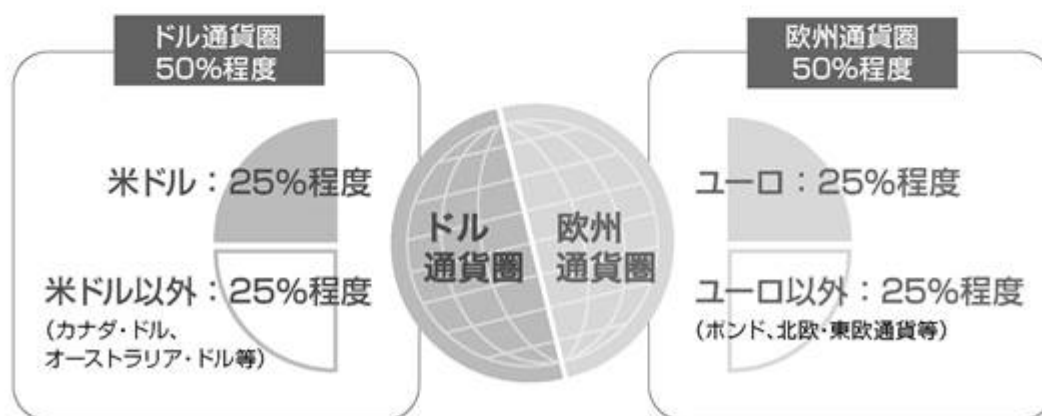 ドル通貨圏
50%程度
米ドル：25%程度
米ドル以外：25%程度
(カナダ・ドル、
オーストラリア・ドル等)
ドル
通貨圏
欧州
通貨圏
欧州通貨圏
50%程度
ユーロ：25%程度
ユーロ以外：25%程度
(ポンド、北欧・東欧通貨等)